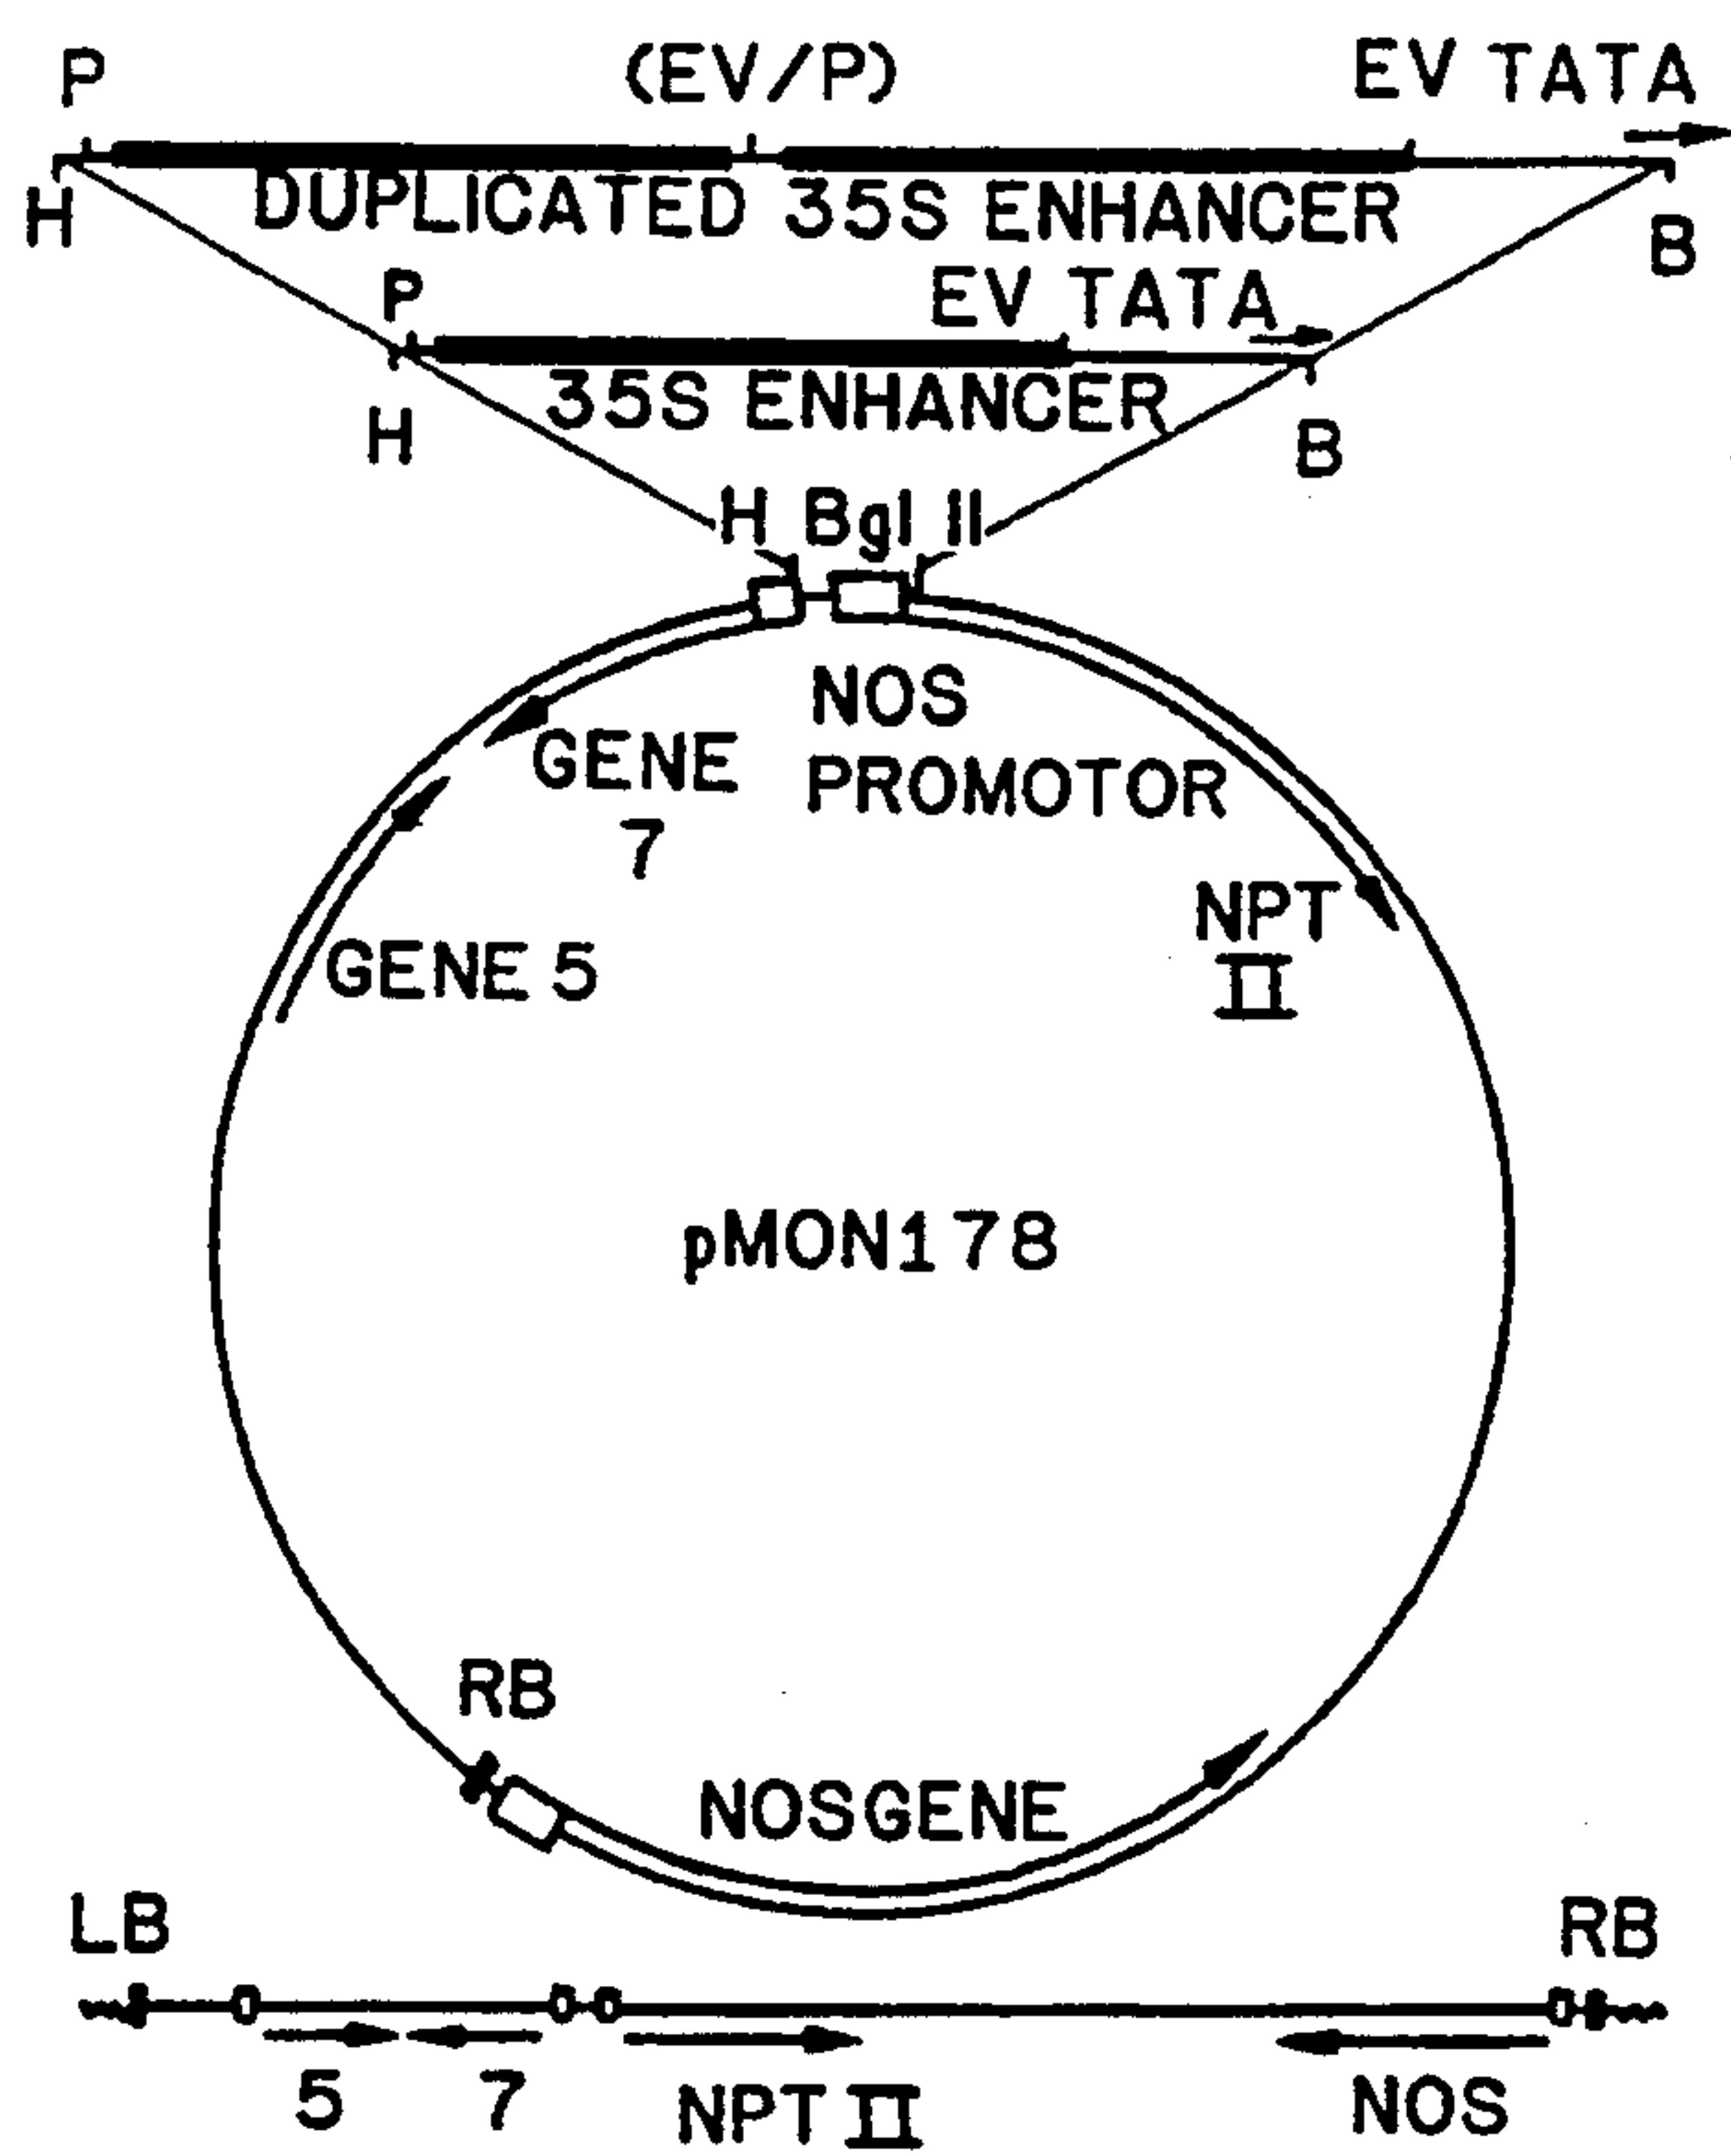 P (EV/P) EV TATA
H DUPLICATED 35S ENHANCER B
P EV TATA
H 35S ENHANCER B
H Bgl II
NOS
PROMOTOR
GENE
7
NPT
II
GENE 5
pMON178
RB
NOSGENE
LB RB
5 7 NPT II NOS